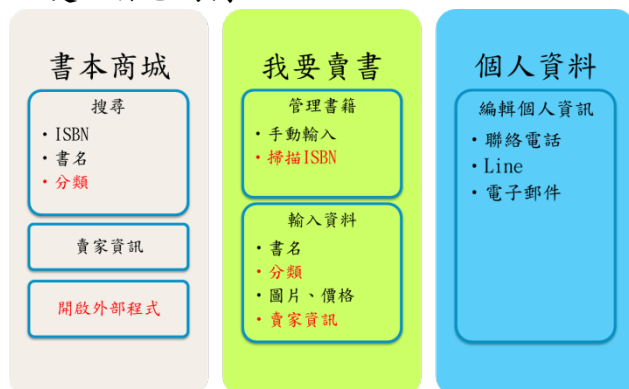 書本商城
搜尋
・ISBN
・書名
・分類
賣家資訊
開啟外部程式
我要賣書
管理書籍
・手動輸入
・掃描ISBN
輸入資料
・書名
・分類
・圖片、價格
・賣家資訊
個人資料
編輯個人資訊
・聯絡電話
・Line
・電子郵件